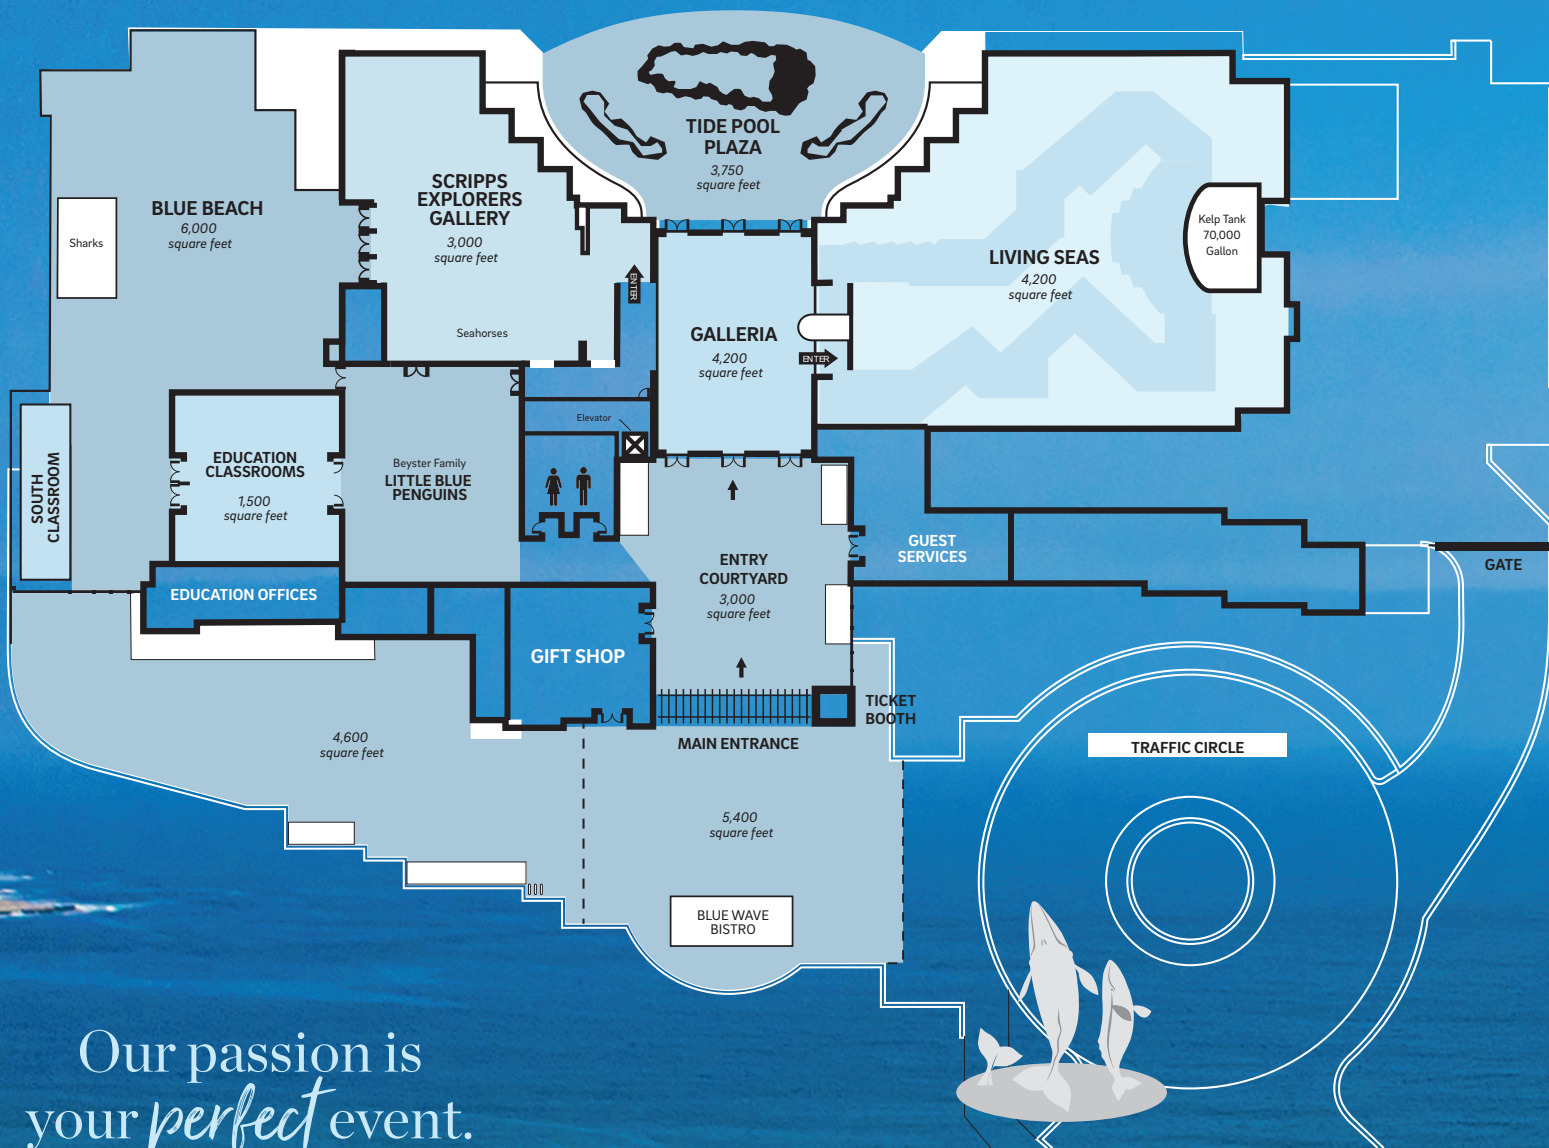 TIDE POOL
PLAZA
3,750
square feet
SCRIPPS
EXPLORERS
GALLERY
3,000
square feet
Seahorses
BLUE BEACH
6,000
square feet
Sharks
LIVING SEAS
4,200
square feet
Kelp Tank
70,000
Gallon
ENTER
GALLERIA
4,200
square feet
ENTER
Elevator
SOUTH
CLASSROOM
EDUCATION
CLASSROOMS
1,500
square feet
Beyster Family
LITTLE BLUE
PENGUINS
ENTRY
COURTYARD
3,000
square feet
GUEST
SERVICES
GATE
EDUCATION OFFICES
GIFT SHOP
TICKET
BOOTH
MAIN ENTRANCE
TRAFFIC CIRCLE
4,600
square feet
5,400
square feet
BLUE WAVE
BISTRO
Our passion is
your perfect event.